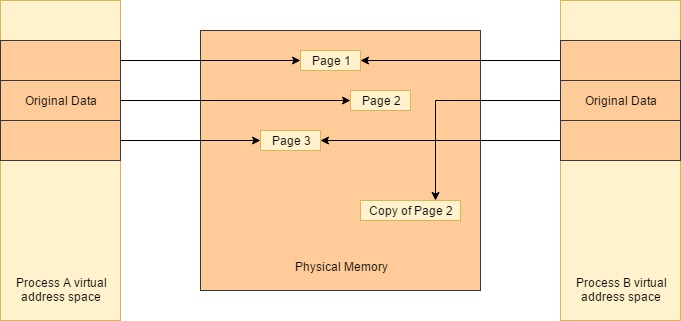 Page 1
Original Data
Page 2
Original Data
Page 3
Copy of Page 2
Physical Memory
Process A virtual
address space
Process B virtual
address space